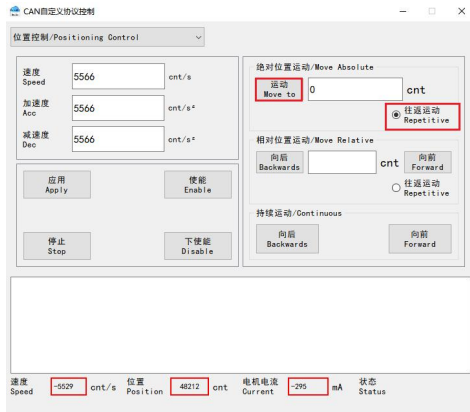 CAN自定义协议控制
位置控制/Positioning Control
速度
Speed
5566
cnt/s
加速度
Acc
5566
cnt/s²
减速度
Dec
5566
cnt/s²
应用
Apply
使能
Enable
停止
Stop
下使能
Disable
绝对位置运动/Move Absolute
运动
Move to
0
cnt
往返运动
Repetitive
相对位置运动/Move Relative
向后
Backwards
cnt
向前
Forward
往返运动
Repetitive
持续运动/Continuous
向后
Backwards
向前
Forward
速度
Speed
-5529
cnt/s
位置
Position
48212
cnt
电机电流
Current
-295
mA
状态
Status